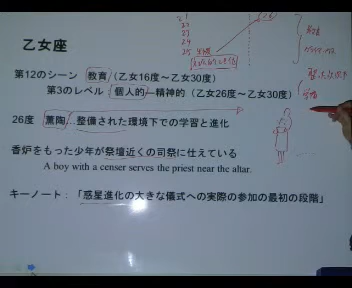 21
22
23
24
25
乙女座
第12のシーン 教育 (乙女16度〜乙女30度)
第3のレベル:個人的—精神的 (乙女26度〜乙女30度)
26度 薫陶…整備された環境下での学習と進化
香炉をもった少年が祭壇近くの司祭に仕えている
A boy with a censer serves the priest near the altar.
キーノート:「惑星進化の大きな儀式への実際の参加の最初の段階」